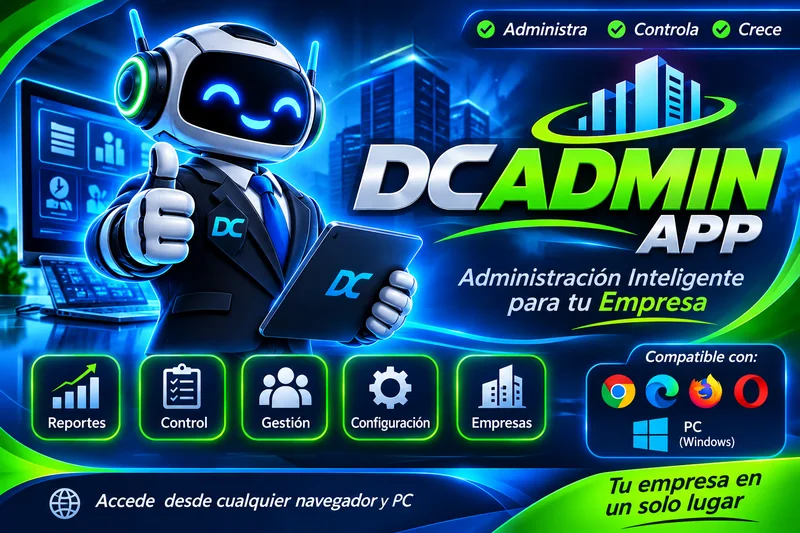 Administra
Controla
Crece
DCADMIN
APP
Administración Inteligente
para tu Empresa
DC
DC
Reportes
Control
Gestión
Configuración
Empresas
Compatible con:
PC
(Windows)
Accede desde cualquier navegador y PC
Tu empresa en
un solo lugar